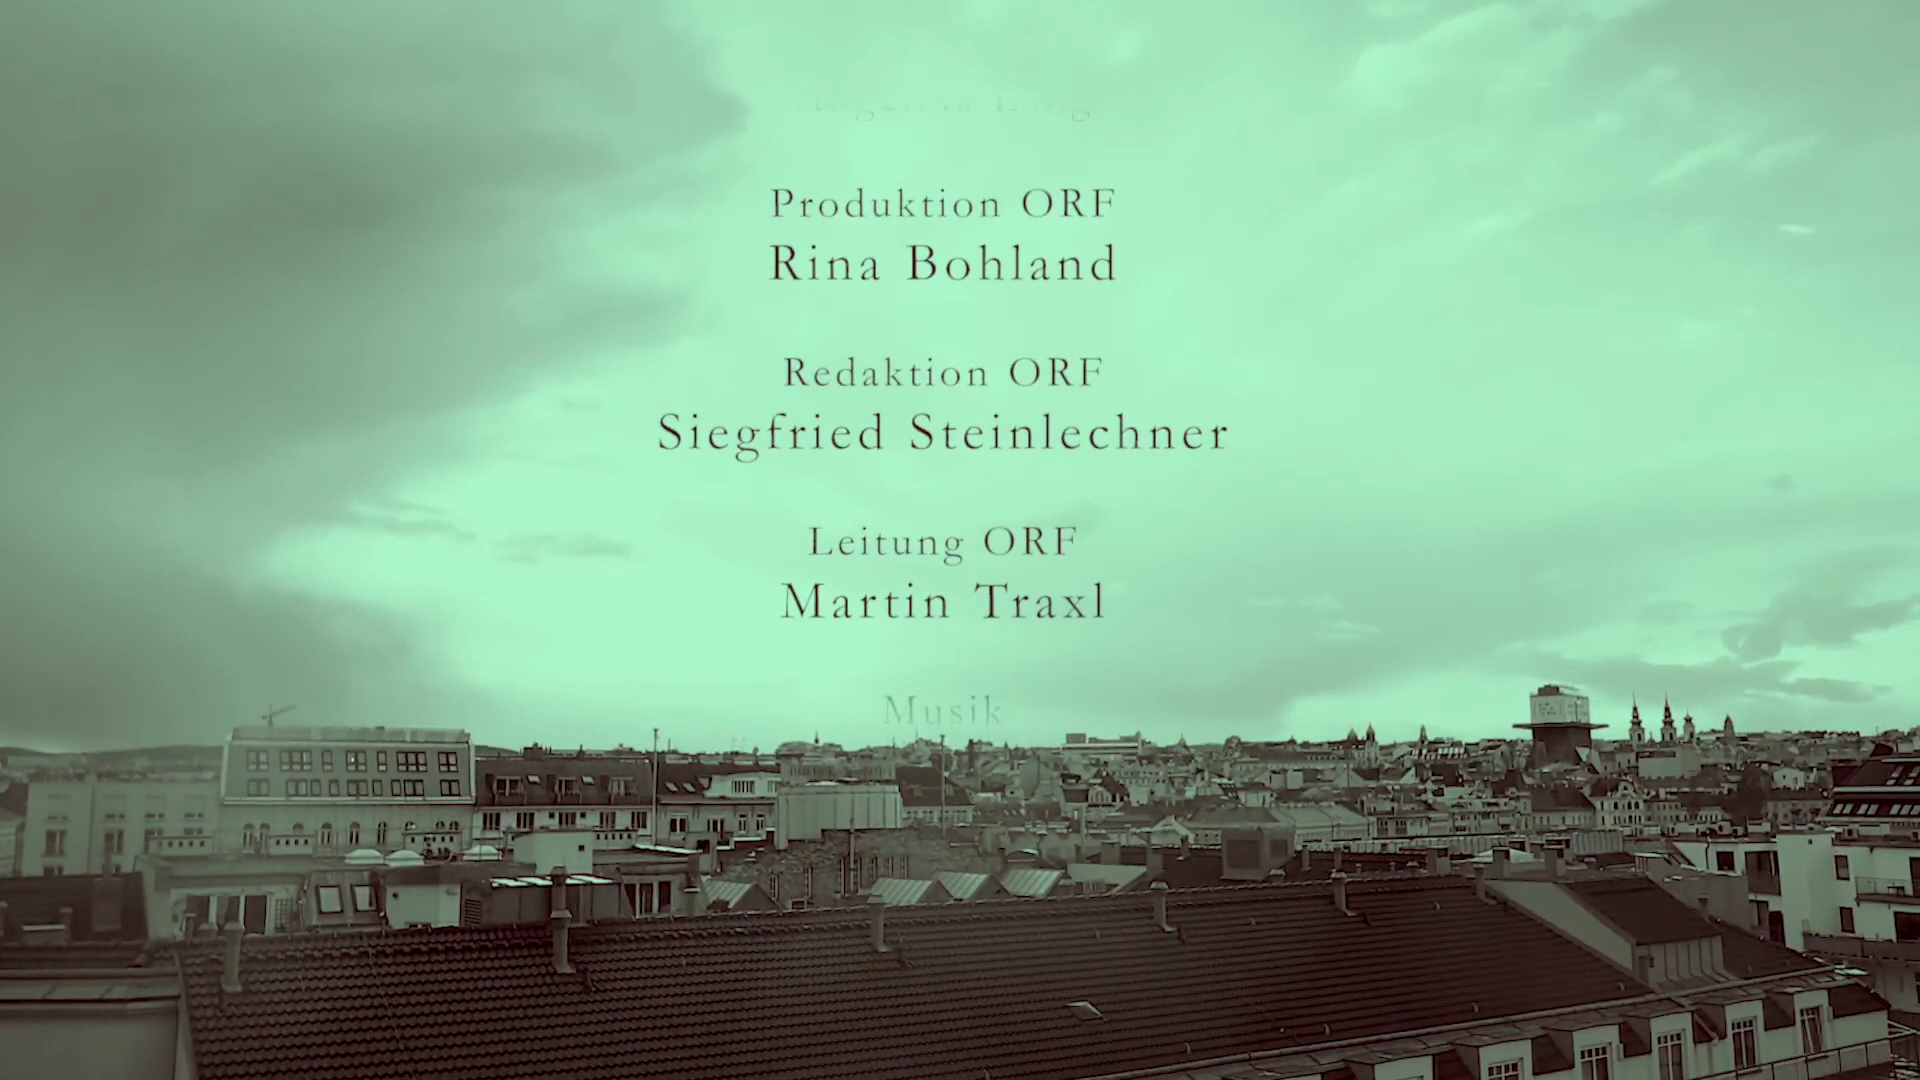 Produktion ORF
Rina Bohland
Redaktion ORF
Siegfried Steinlechner
Leitung ORF
Martin Traxl
Musik